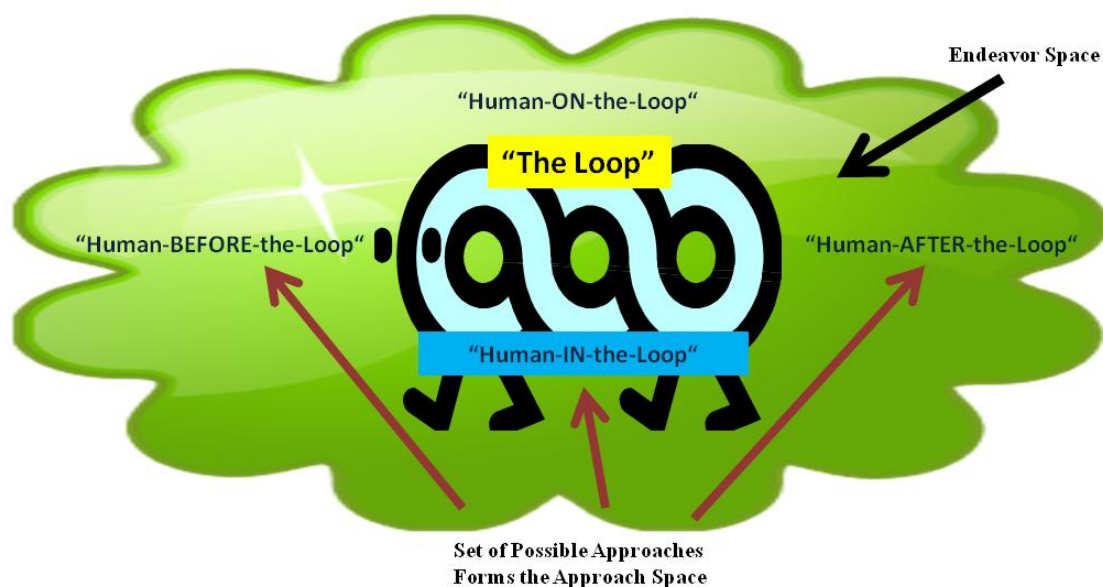 Endeavor Space
“Human-ON-the-Loop“
“The Loop”
“Human-BEFORE-the-Loop“
“Human-AFTER-the-Loop“
“Human-IN-the-Loop“
Set of Possible Approaches
Forms the Approach Space